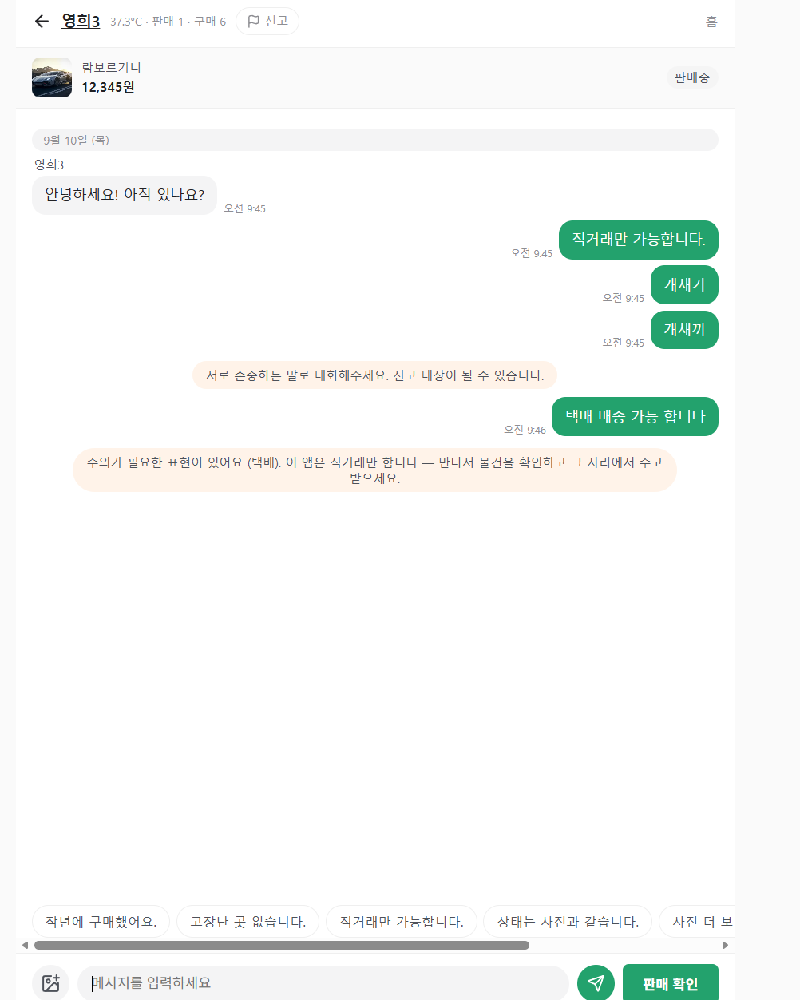 영희3 37.3°C · 판매 1 · 구매 6 신고 홈
람보르기니
12,345원
판매중
9월 10일 (목)
영희3
안녕하세요! 아직 있나요?
오전 9:45
직거래만 가능합니다.
오전 9:45
개새기
오전 9:45
개새끼
오전 9:45
서로 존중하는 말로 대화해주세요. 신고 대상이 될 수 있습니다.
택배 배송 가능 합니다
오전 9:46
주의가 필요한 표현이 있어요 (택배). 이 앱은 직거래만 합니다 — 만나서 물건을 확인하고 그 자리에서 주고
받으세요.
작년에 구매했어요. 고장난 곳 없습니다. 직거래만 가능합니다. 상태는 사진과 같습니다. 사진 더 보
메시지를 입력하세요 판매 확인